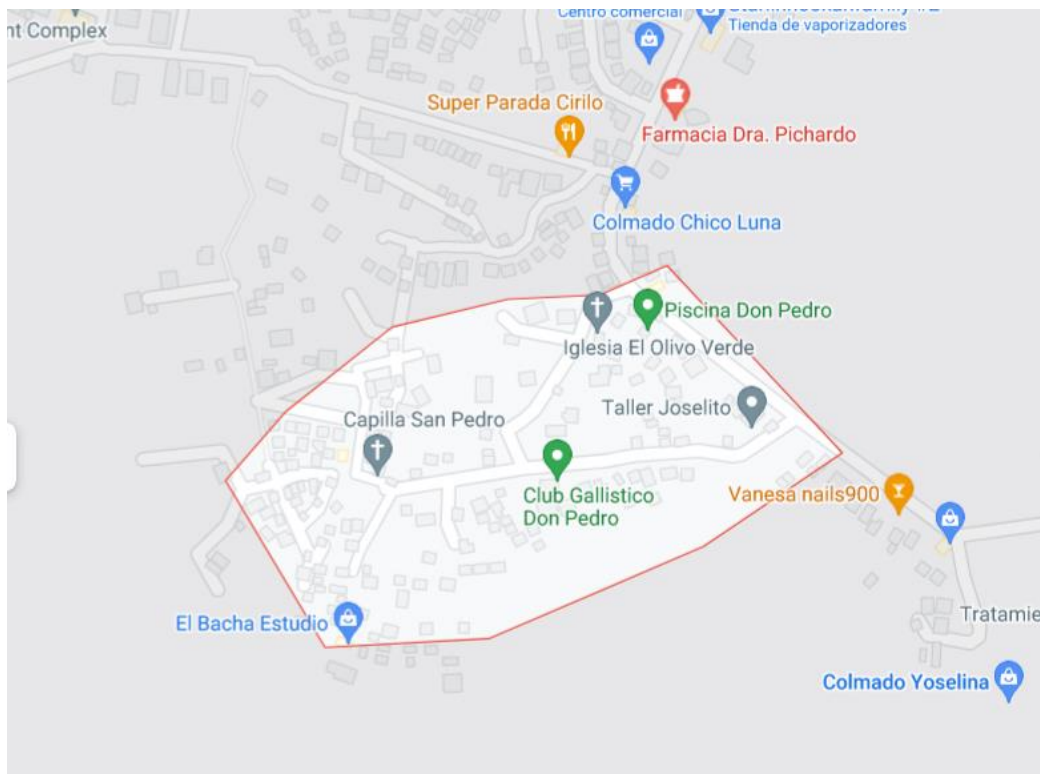 nt Complex
Centro comercial
Tienda de vaporizadores
Super Parada Cirilo
Farmacia Dra. Pichardo
Colmado Chico Luna
Piscina Don Pedro
Iglesia El Olivo Verde
Taller Joselito
Capilla San Pedro
Club Gallistico
Don Pedro
Vanesa nails900
El Bacha Estudio
Tratamie
Colmado Yoselina